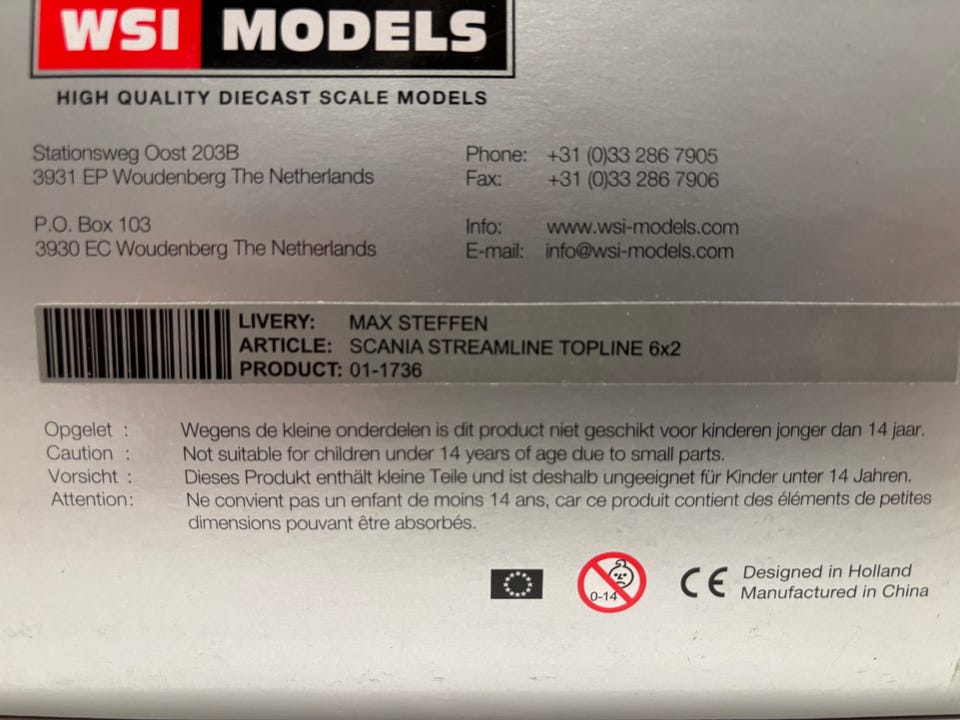 WSI MODELS
HIGH QUALITY DIECAST SCALE MODELS
Stationsweg Oost 203B
3931 EP Woudenberg The Netherlands
Phone: +31 (0)33 286 7905
Fax: +31 (0)33 286 7906
P.O. Box 103
3930 EC Woudenberg The Netherlands
Info: www.wsi-models.com
E-mail: info@wsi-models.com
LIVERY: MAX STEFFEN
ARTICLE: SCANIA STREAMLINE TOPLINE 6x2
PRODUCT: 01-1736
Opgelet : Wegens de kleine onderdelen is dit product niet geschikt voor kinderen jonger dan 14 jaar.
Caution : Not suitable for children under 14 years of age due to small parts.
Vorsicht : Dieses Produkt enthält kleine Teile und ist deshalb ungeeignet für Kinder unter 14 Jahren.
Attention: Ne convient pas un enfant de moins 14 ans, car ce produit contient des éléments de petites
dimensions pouvant être absorbés.
0-14
CE
Designed in Holland
Manufactured in China